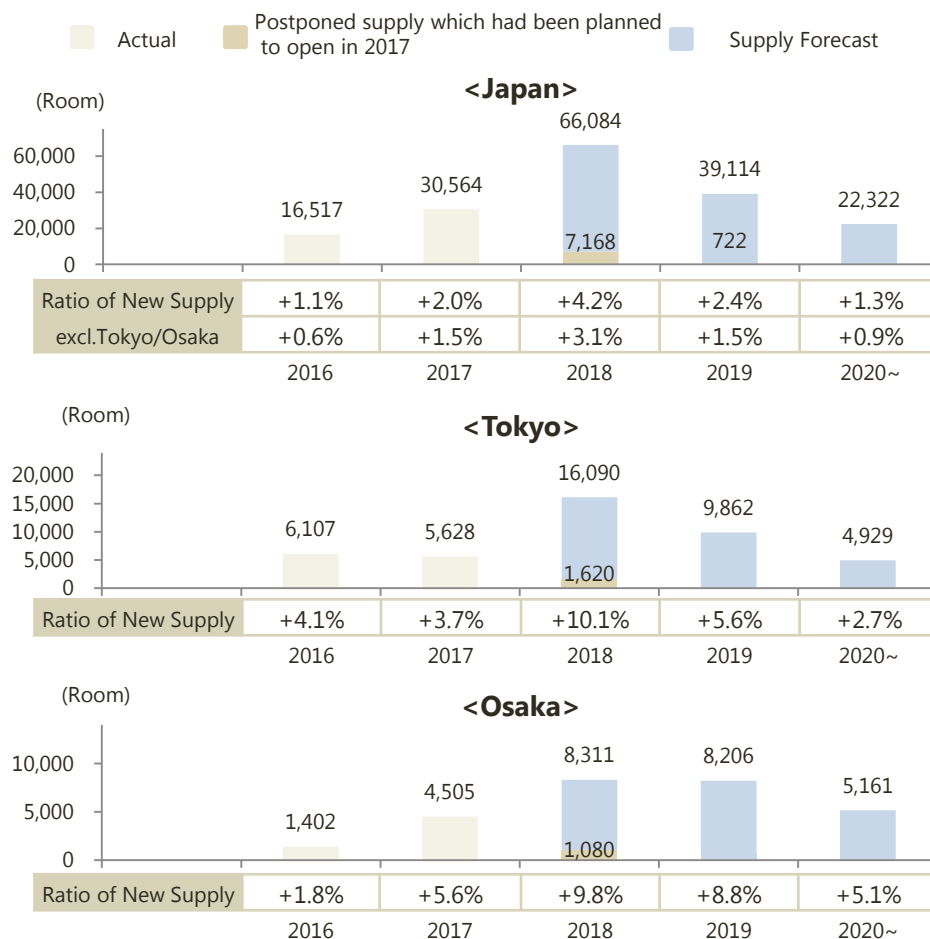 Actual
Postponed supply which had been planned
to open in 2017
Supply Forecast
<Japan>
(Room)
66,084
60,000
39,114
40,000
30,564
22,322
16,517
20,000
7,168
722
0
Ratio of New Supply +1.1% +2.0% +4.2% +2.4% +1.3%
excl.Tokyo/Osaka +0.6% +1.5% +3.1% +1.5% +0.9%
2016 2017 2018 2019 2020~
(Room)
<Tokyo>
20,000
16,090
15,000
9,862
10,000
6,107
5,628
4,929
5,000
1,620
0
Ratio of New Supply +4.1% +3.7% +10.1% +5.6% +2.7%
2016 2017 2018 2019 2020~
(Room)
<Osaka>
8,311
8,206
10,000
5,161
4,505
5,000
1,402
1,080
0
Ratio of New Supply +1.8% +5.6% +9.8% +8.8% +5.1%
2016 2017 2018 2019 2020~